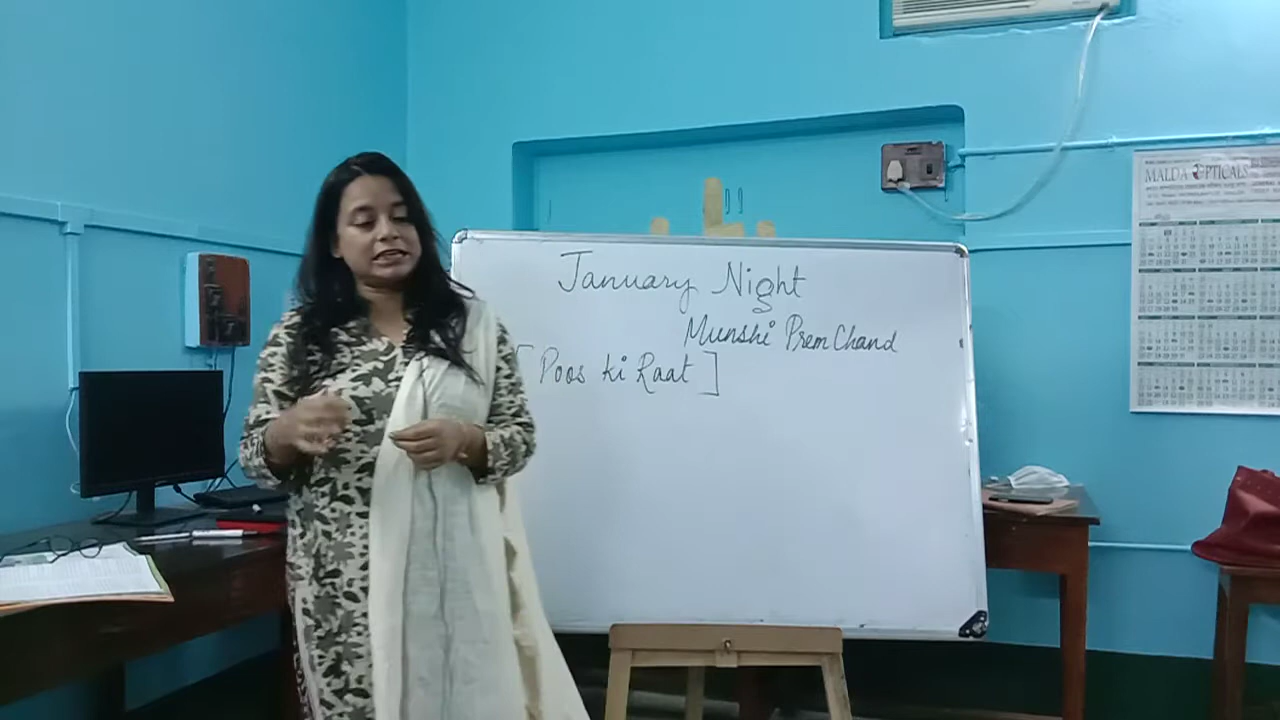 January Night
Munshi Prem Chand
[Poos ki Raat]
MALDA OPTICALS